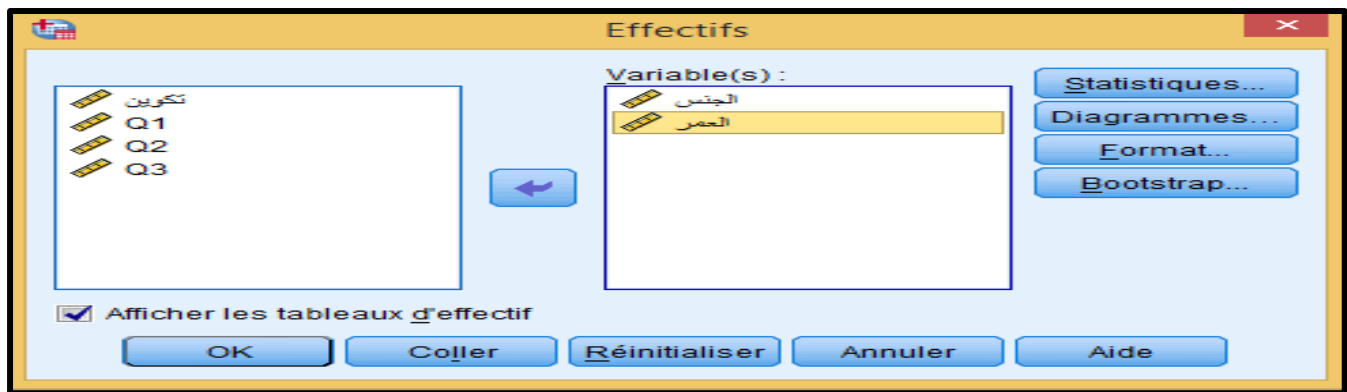 Effectifs
Variable(s) :
تكوين
Q1
Q2
Q3
الجنس
العمر
Statistiques...
Diagrammes...
Format...
Bootstrap...
Afficher les tableaux d'effectif
OK
Coller
Réinitialiser
Annuler
Aide